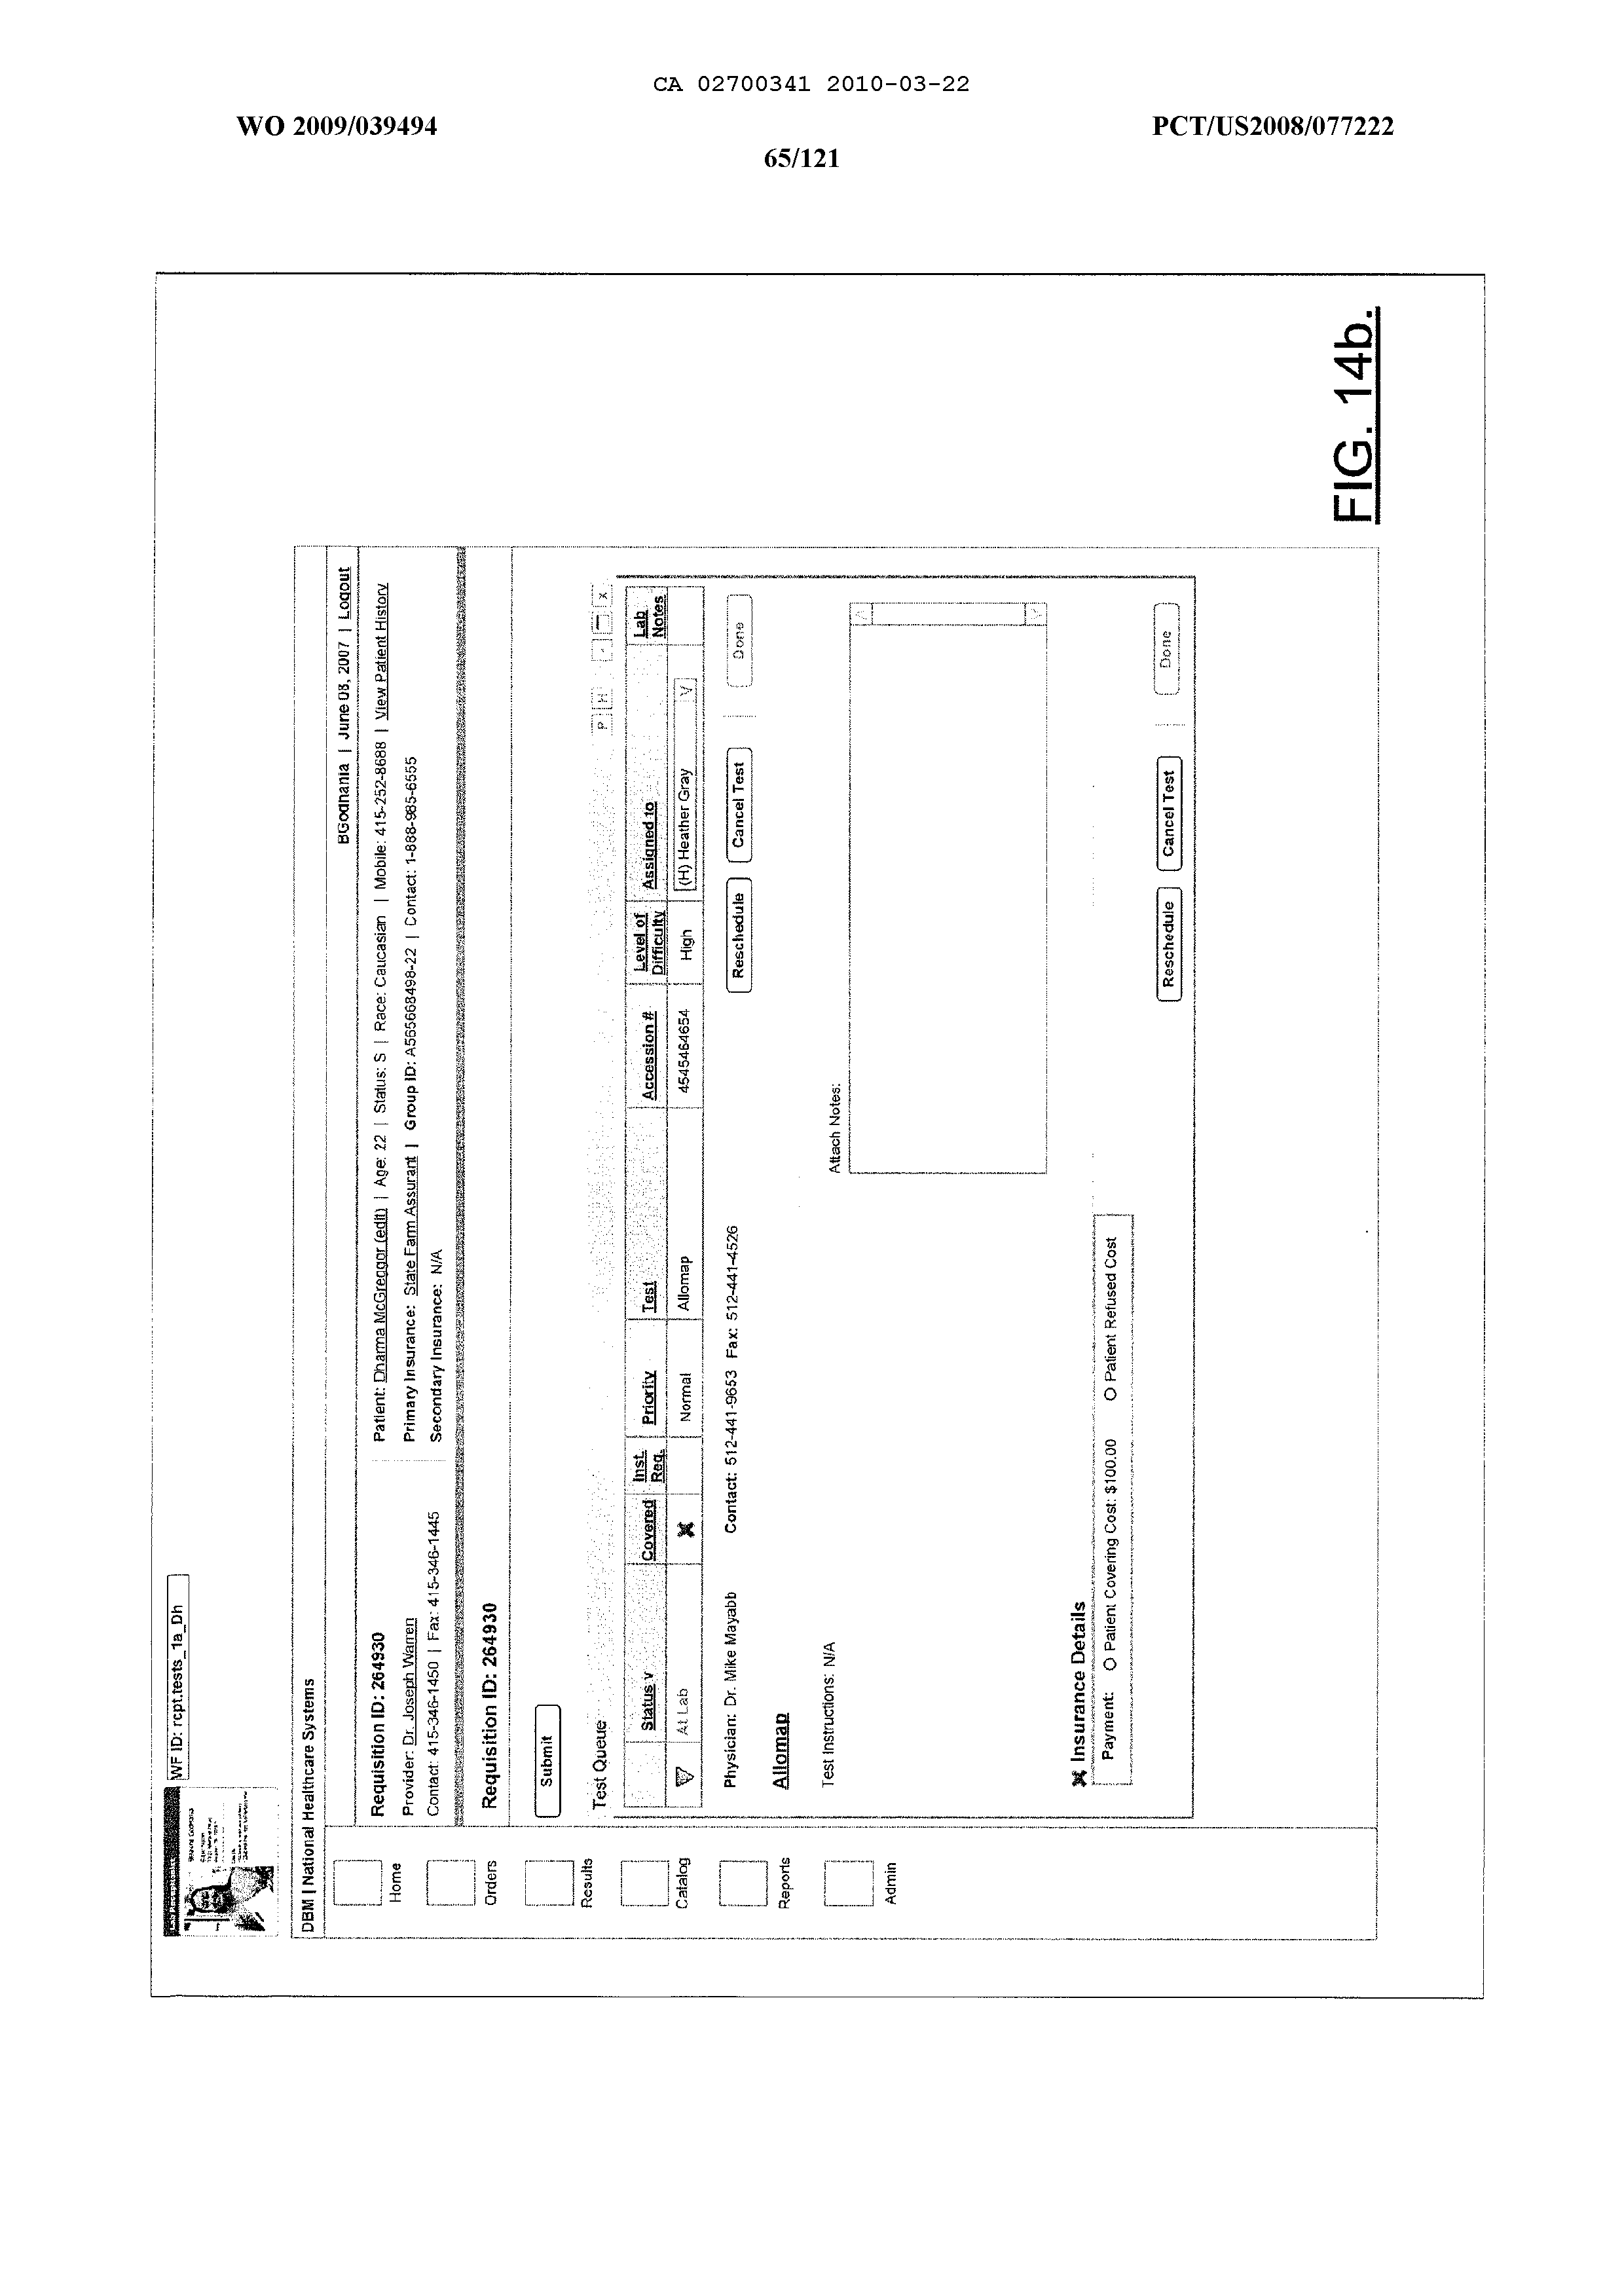 CA 02700341 2010-03-22
WO 2009/039494
PCT/US2008/077222
65/121
WF ID: rcpt.tests_1a_Dh
DBM | National Healthcare Systems
BGodhania | June 08, 2007 | Logout
Home
Orders
Results
Catalog
Reports
Admin
Requisition ID: 264930
Provider: Dr. Joseph Warren
Contact: 415-346-1450 | Fax: 415-346-1445
Patient: Dharma McGreggor (edit) | Age: 22 | Status: S | Race: Caucasian | Mobile: 415-252-8688 | View Patient History
Primary Insurance: State Farm Assurant | Group ID: A565668498-22 | Contact: 1-888-985-6555
Secondary Insurance: N/A
Requisition ID: 264930
Submit
Test Queue
P H - X
Status v Covered Inst. Req. Priority Test Accession # Level of Difficulty Assigned to Lab Notes
At Lab X Normal Allomap 4545464654 High (H) Heather Gray V
Physician: Dr. Mike Mayabb Contact: 512-441-9653 Fax: 512-441-4526
Reschedule Cancel Test Done
Allomap
Test Instructions: N/A
Attach Notes:
X Insurance Details
Payment: O Patient Covering Cost: $100.00 O Patient Refused Cost
Reschedule Cancel Test Done
FIG. 14b.